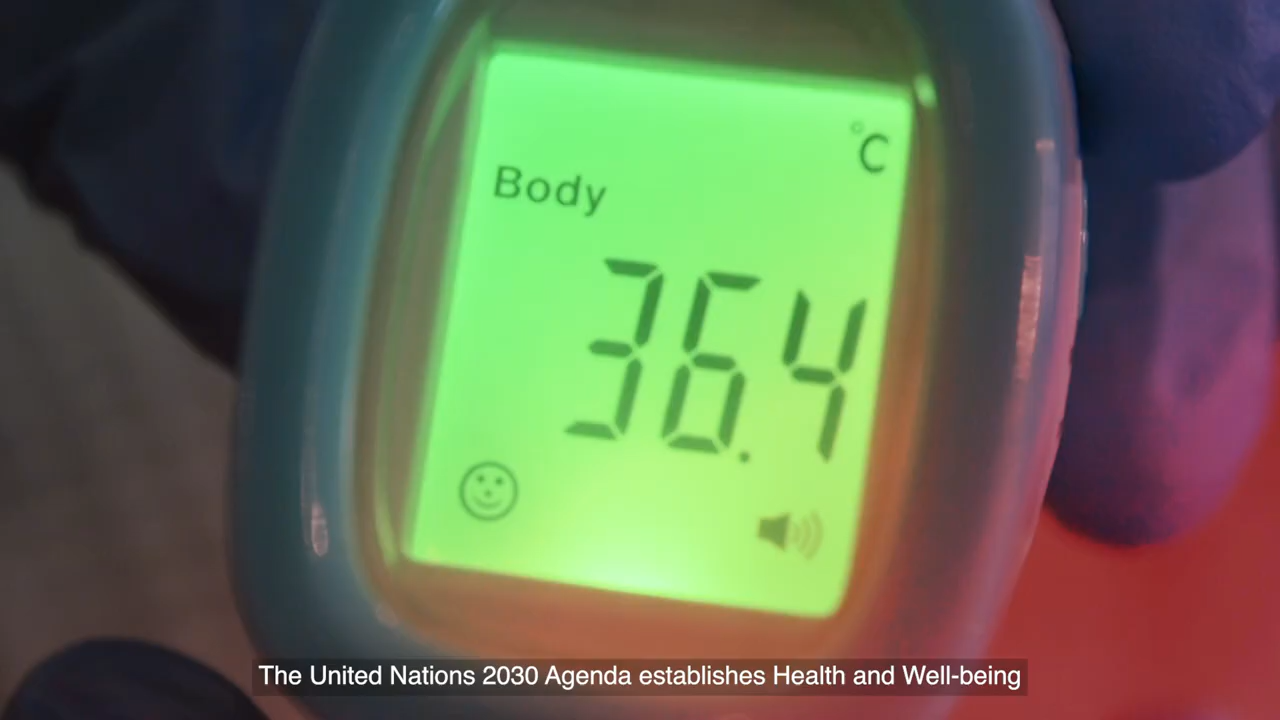 °C
Body
36.4
The United Nations 2030 Agenda establishes Health and Well-being